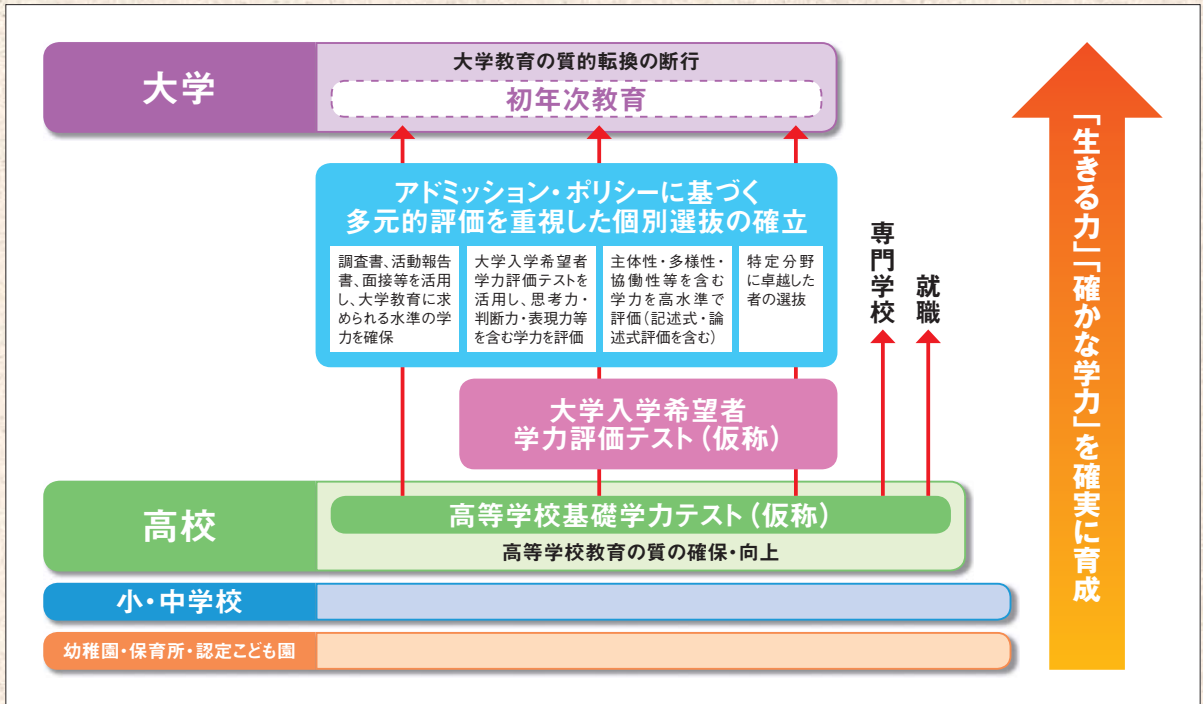 大学
大学教育の質的転換の断行
初年次教育
アドミッション・ポリシーに基づく
多元的評価を重視した個別選抜の確立
調査書、活動報告
書、面接等を活用
し、大学教育に求
められる水準の学
力を確保
大学入学希望者
学力評価テストを
活用し、思考力・
判断力・表現力等
を含む学力を評価
主体性・多様性・
協働性等を含む
学力を高水準で
評価(記述式・論
述式評価を含む)
特定分野
に卓越した
者の選抜
専門学校
就職
大学入学希望者
学力評価テスト(仮称)
高校
高等学校基礎学力テスト(仮称)
高等学校教育の質の確保・向上
小・中学校
幼稚園・保育所・認定こども園
「生きる力」「確かな学力」を確実に育成